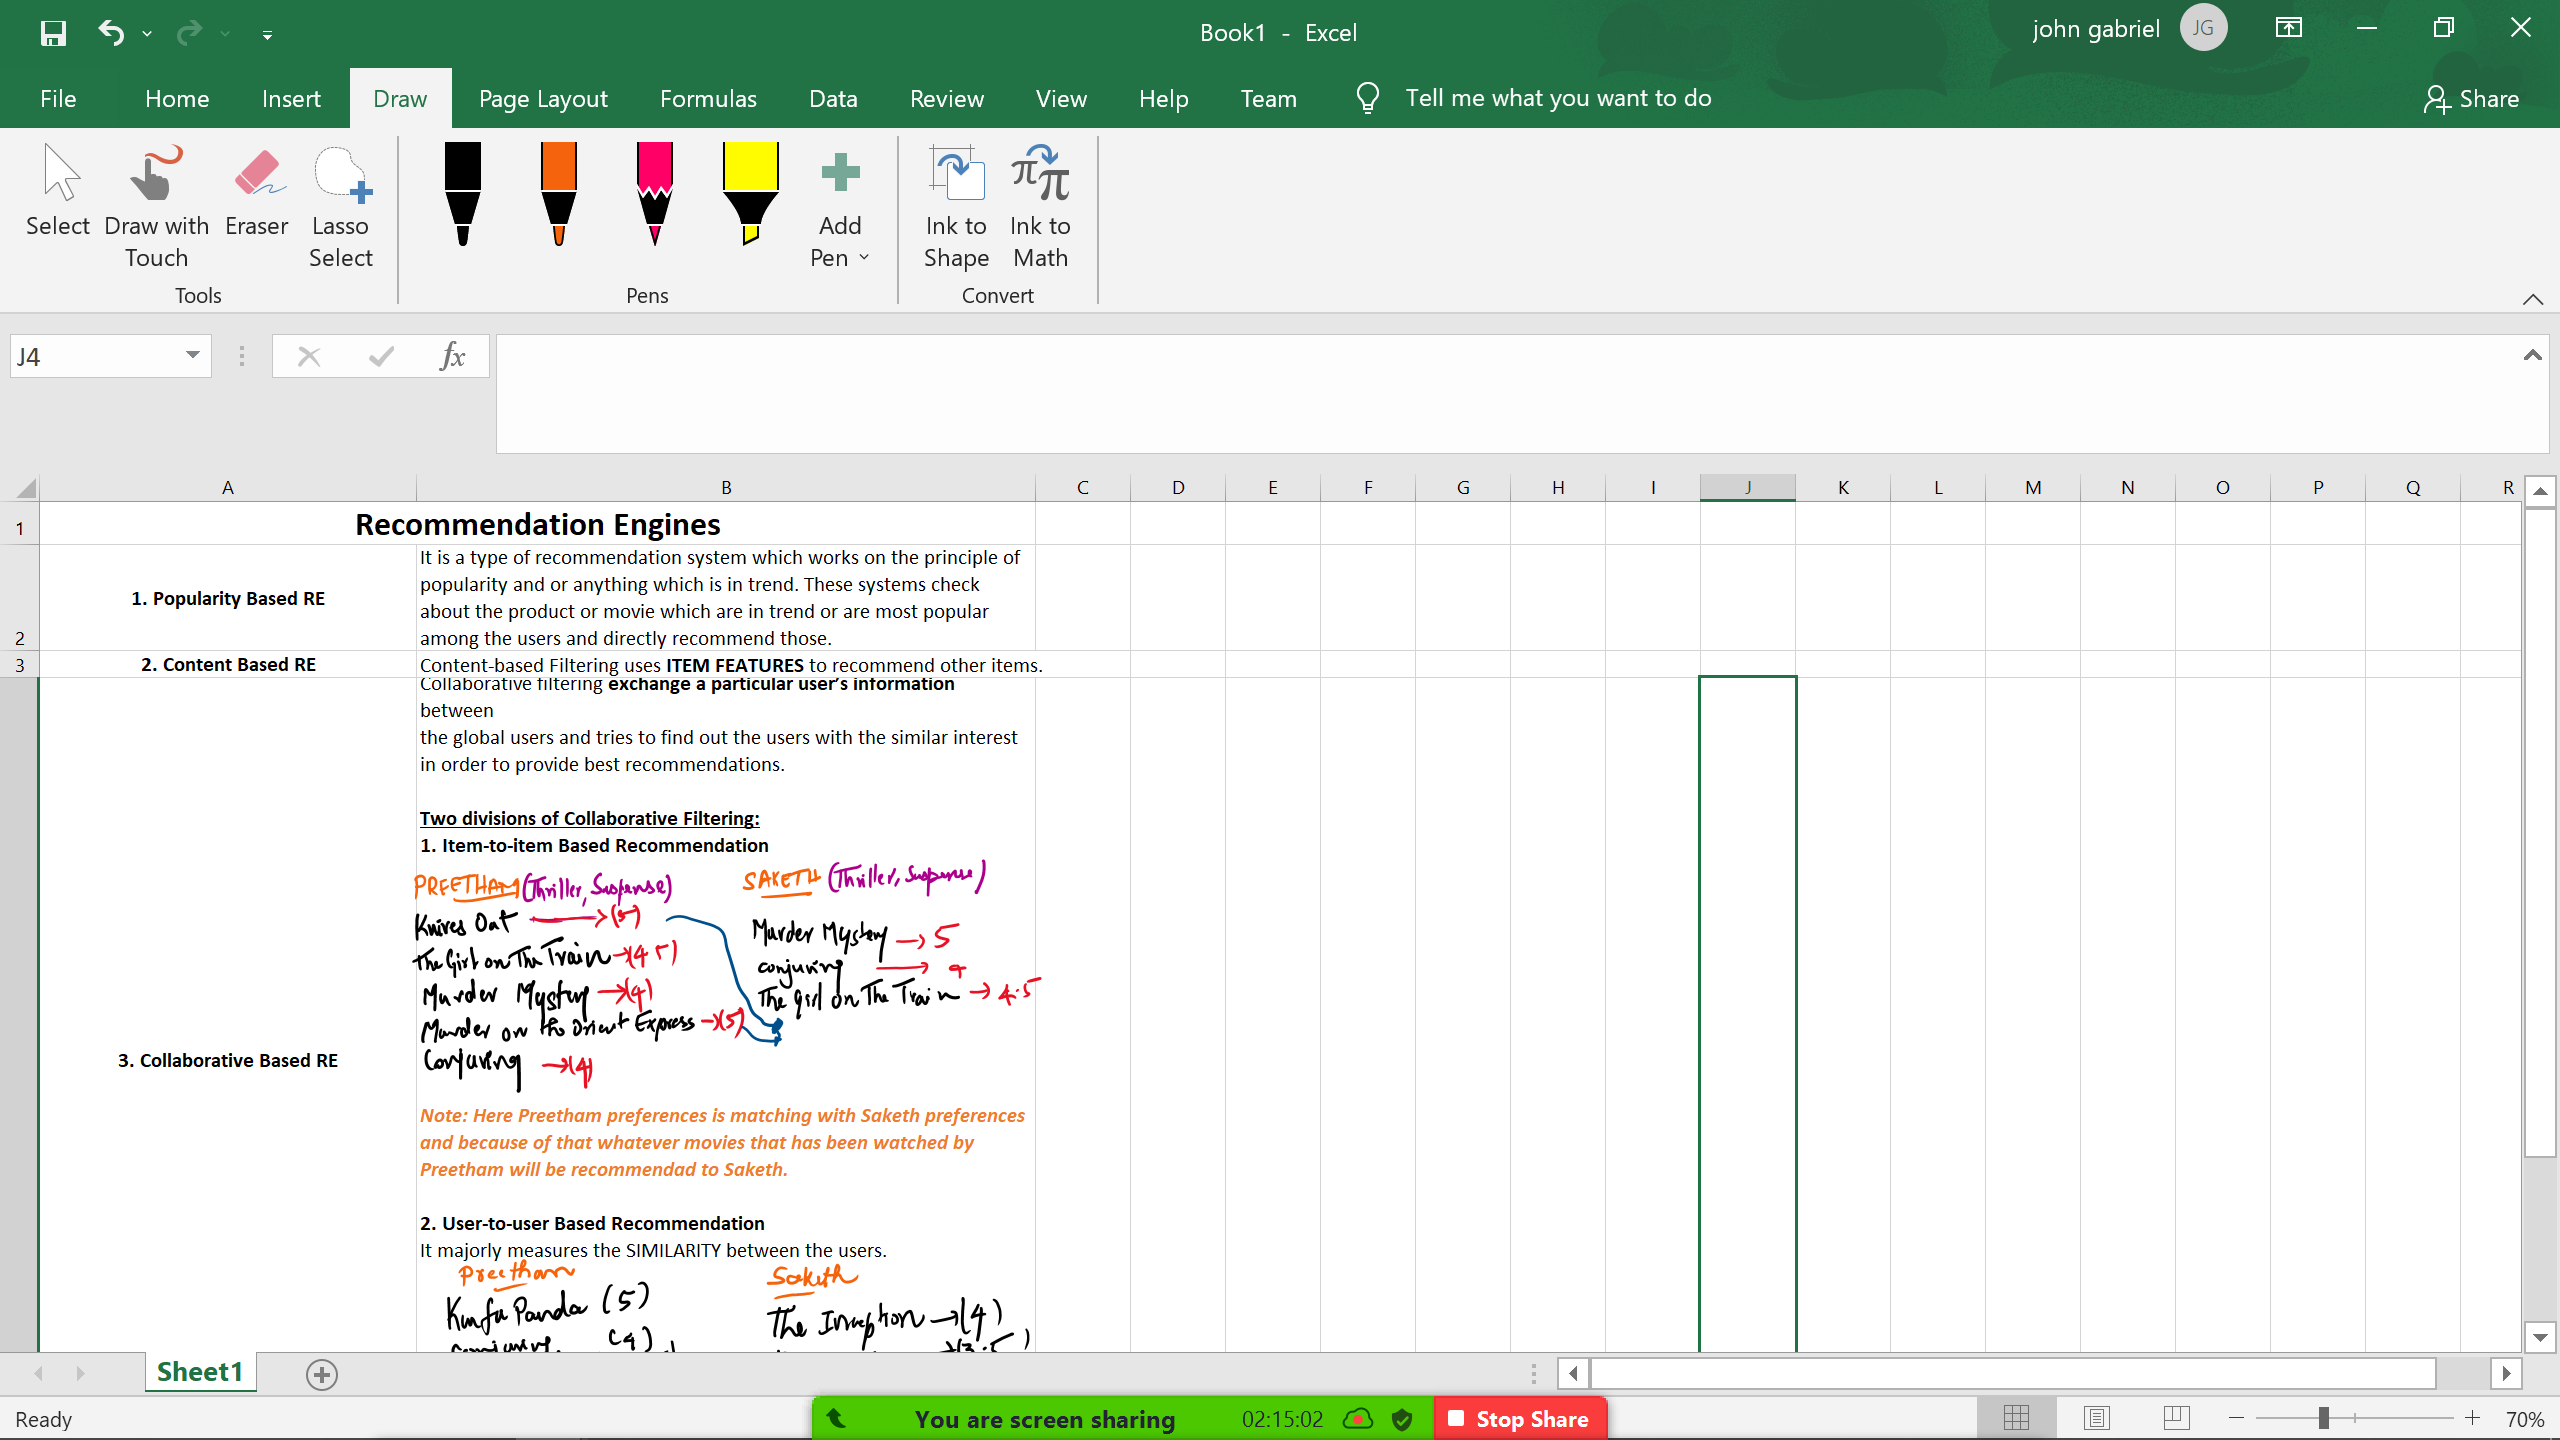 Book1 - Excel
john gabriel
JG
File Home Insert Draw Page Layout Formulas Data Review View Help Team Tell me what you want to do Share
Select
Draw with Touch
Eraser
Lasso Select
Add Pen
Ink to Shape
Ink to Math
Tools Pens Convert
J4
fx
A B C D E F G H I J K L M N O P Q R
1 Recommendation Engines
2 1. Popularity Based RE
It is a type of recommendation system which works on the principle of
popularity and or anything which is in trend. These systems check
about the product or movie which are in trend or are most popular
among the users and directly recommend those.
3 2. Content Based RE
Content-based Filtering uses ITEM FEATURES to recommend other items.
3. Collaborative Based RE
Collaborative filtering exchange a particular user's information
between
the global users and tries to find out the users with the similar interest
in order to provide best recommendations.
Two divisions of Collaborative Filtering:
1. Item-to-item Based Recommendation
PREETHAM (Thriller, Suspense)
Knives Out → (5)
The Girl on The Train → (4.5)
Murder Mystery → (4)
Murder on the Orient Express → (5)
Conjuring → (4)
SAKETH (Thriller, Suspense)
Murder Mystery → 5
conjuring →
The girl on The Train → 4.5
Note: Here Preetham preferences is matching with Saketh preferences
and because of that whatever movies that has been watched by
Preetham will be recommendad to Saketh.
2. User-to-user Based Recommendation
It majorly measures the SIMILARITY between the users.
Preetham
Kunfu Panda (5)
(4)
Saketh
The Inception → (4)
Sheet1
Ready
You are screen sharing 02:15:02 Stop Share
70%